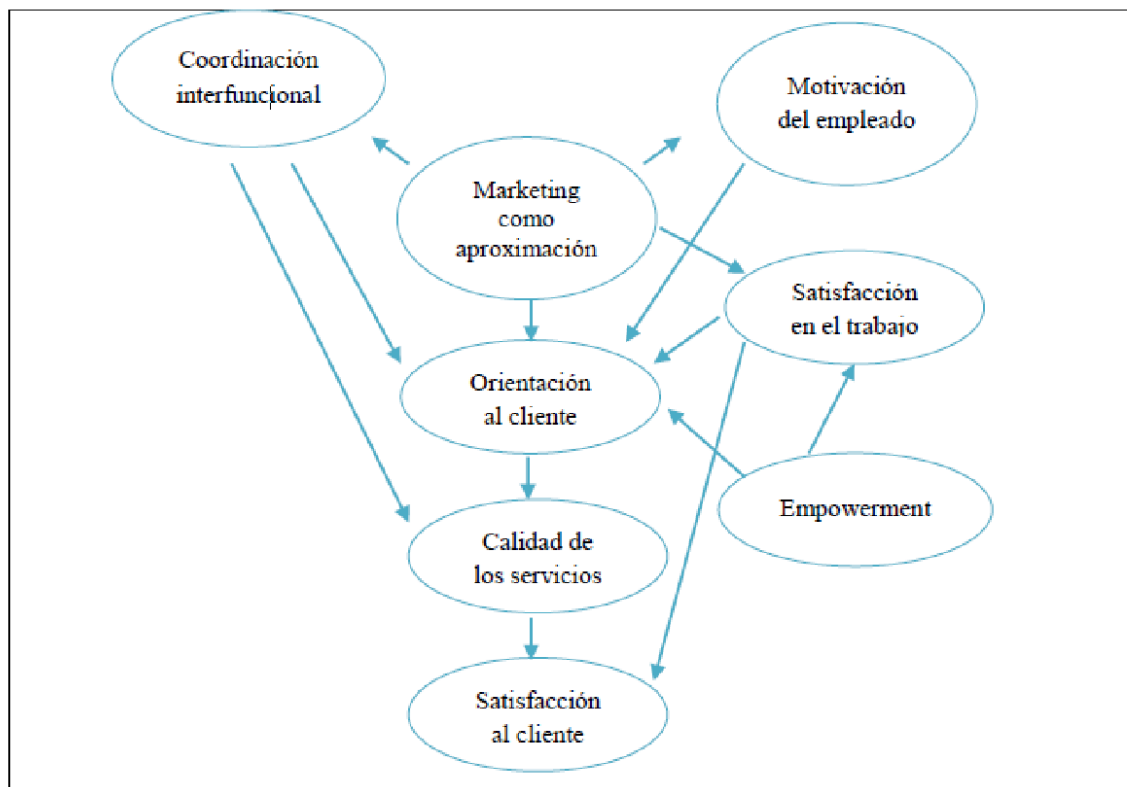 Coordinación
interfuncional
Motivación
del empleado
Marketing
como
aproximación
Satisfacción
en el trabajo
Orientación
al cliente
Empowerment
Calidad de
los servicios
Satisfacción
al cliente